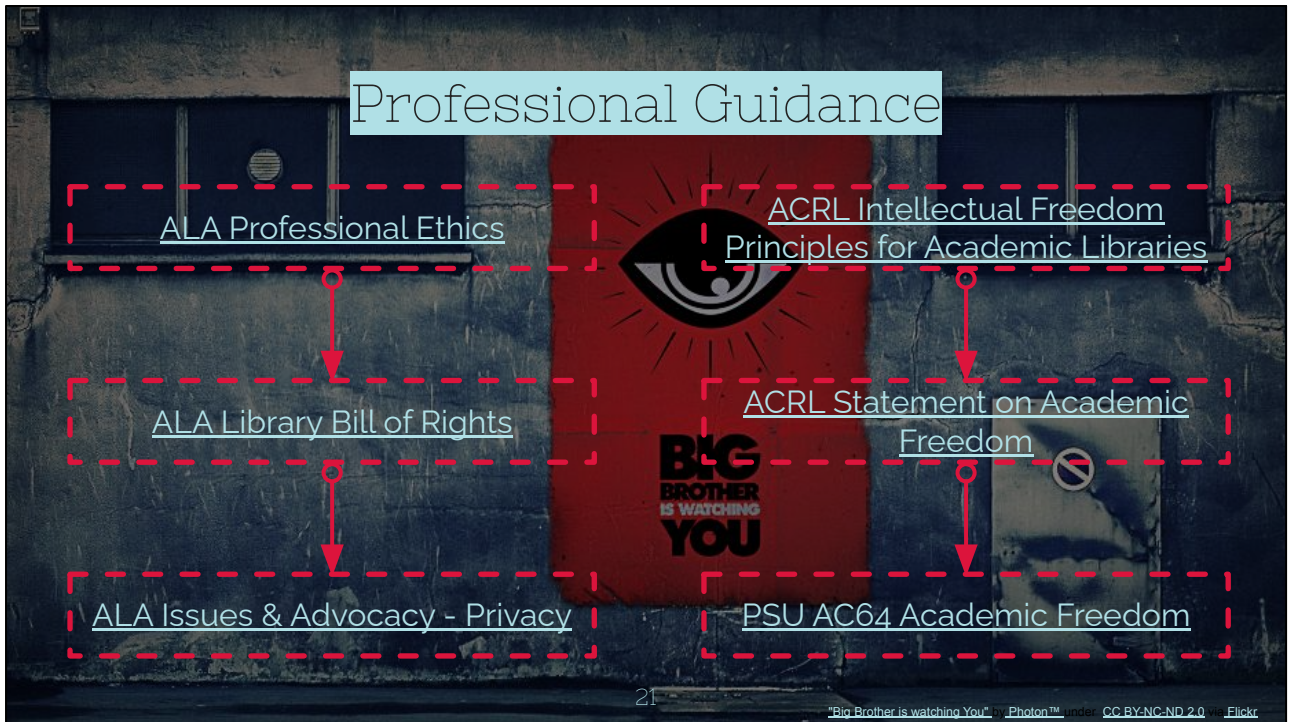 Professional Guidance
ALA Professional Ethics
ALA Library Bill of Rights
ALA Issues & Advocacy - Privacy
ACRL Intellectual Freedom
Principles for Academic Libraries
ACRL Statement on Academic
Freedom
PSU AC64 Academic Freedom
BIG
BROTHER
IS WATCHING
YOU
21
"Big Brother is watching You" by Photon™ under CC BY-NC-ND 2.0 via Flickr